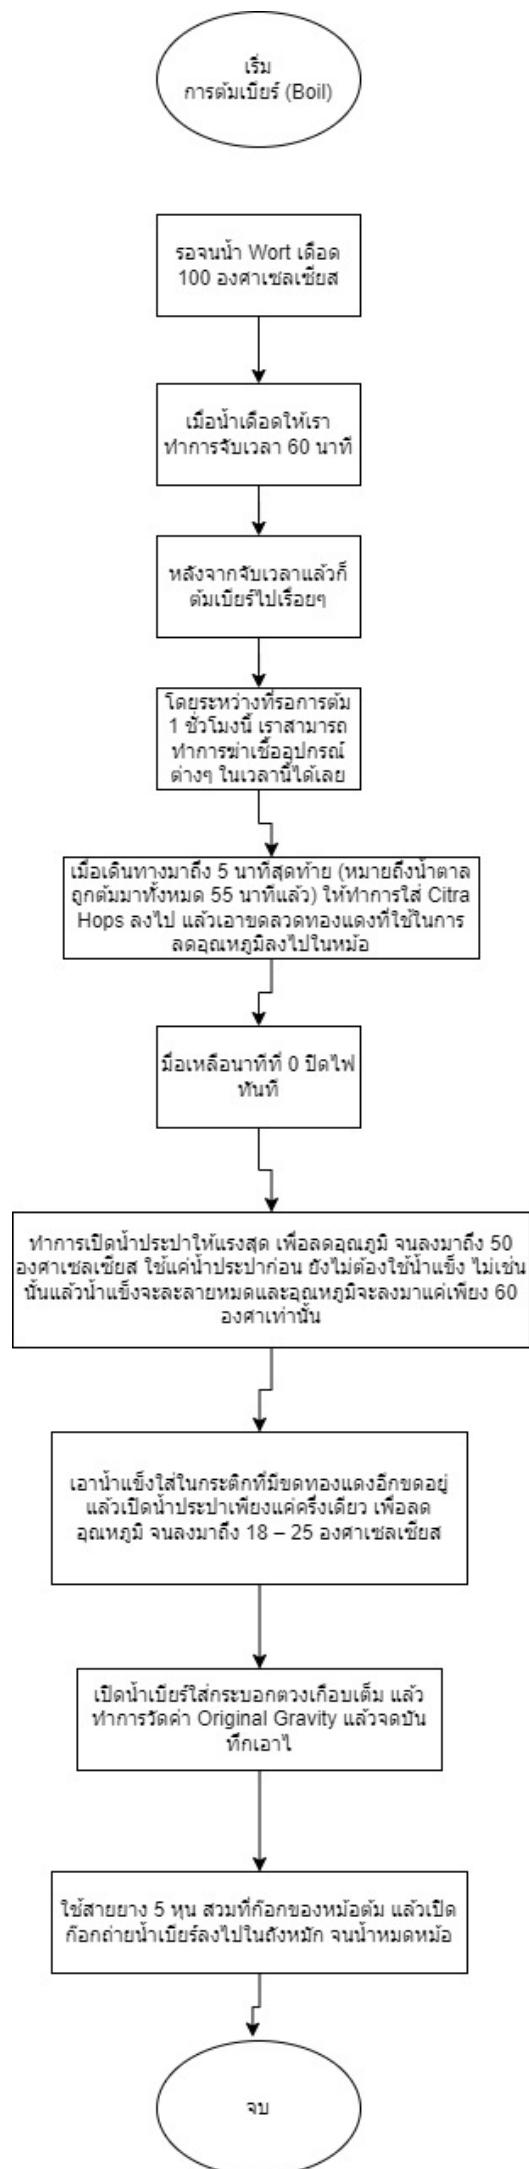 เริ่ม
การต้มเบียร์ (Boil)
รอจนน้ำ Wort เดือด
100 องศาเซลเซียส
เมื่อน้ำเดือดให้เรา
ทำการจับเวลา 60 นาที
หลังจากจับเวลาแล้วก็
ต้มเบียร์ไปเรื่อยๆ
โดยระหว่างที่รอการต้ม
1 ชั่วโมงนี้ เราสามารถ
ทำการฆ่าเชื้ออุปกรณ์
ต่างๆ ในเวลานี้ได้เลย
เมื่อเดินทางมาถึง 5 นาทีสุดท้าย (หมายถึงน้ำตาล
ถูกต้มมาทั้งหมด 55 นาทีแล้ว) ให้ทำการใส่ Citra
Hops ลงไป แล้วเอาขดลวดทองแดงที่ใช้ในการ
ลดอุณหภูมิลงไปในหม้อ
มื่อเหลือนาทีที่ 0 ปิดไฟ
ทันที
ทำการเปิดน้ำประปาให้แรงสุด เพื่อลดอุณภูมิ จนลงมาถึง 50
องศาเซลเซียส ใช้แค่น้ำประปาก่อน ยังไม่ต้องใช้น้ำแข็ง ไม่เช่น
นั้นแล้วน้ำแข็งจะละลายหมดและอุณหภูมิจะลงมาแค่เพียง 60
องศาเท่านั้น
เอาน้ำแข็งใส่ในกระติกที่มีขดทองแดงอีกขดอยู่
แล้วเปิดน้ำประปาเพียงแค่ครึ่งเดียว เพื่อลด
อุณหภูมิ จนลงมาถึง 18 – 25 องศาเซลเซียส
เปิดน้ำเบียร์ใส่กระบอกตวงเกือบเต็ม แล้ว
ทำการวัดค่า Original Gravity แล้วจดบัน
ทึกเอาไ
ใช้สายยาง 5 หุน สวมที่ก๊อกของหม้อต้ม แล้วเปิด
ก๊อกถ่ายน้ำเบียร์ลงไปในถังหมัก จนน้ำหมดหม้อ
จบ